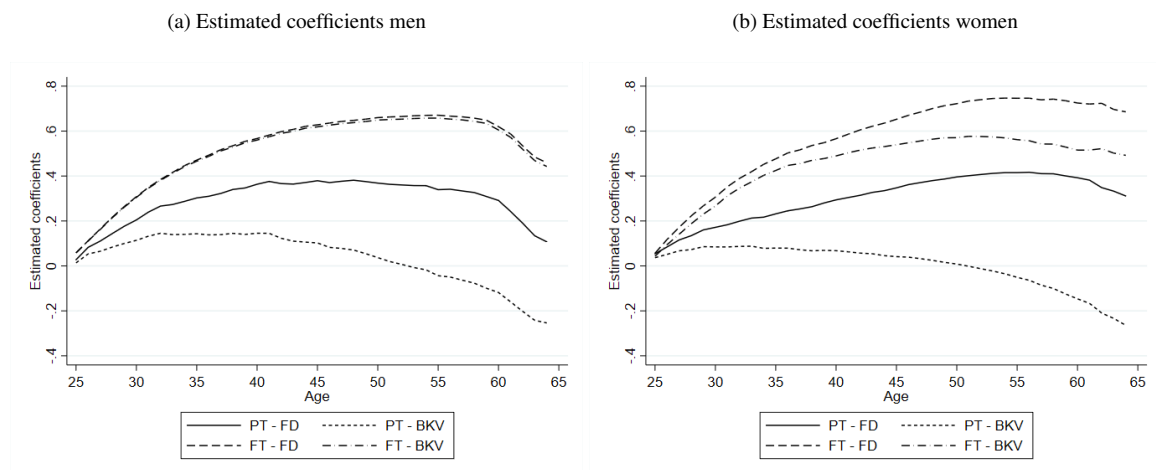 (a) Estimated coefficients men
Estimated coefficients
.8
.6
.4
.2
0
-.2
-.4
25 30 35 40 45 50 55 60 65
Age
PT - FD PT - BKV
FT - FD FT - BKV
(b) Estimated coefficients women
Estimated coefficients
.8
.6
.4
.2
0
-.2
-.4
25 30 35 40 45 50 55 60 65
Age
PT - FD PT - BKV
FT - FD FT - BKV